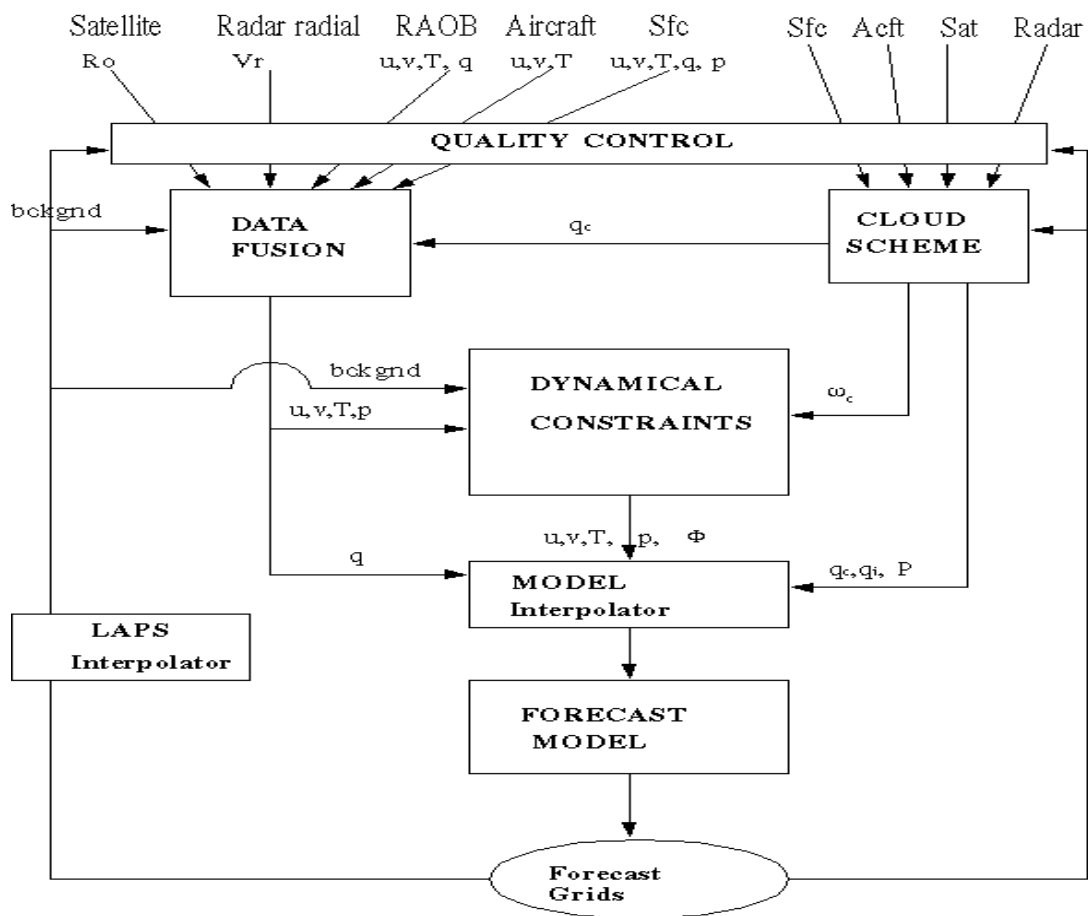 Satellite Radar radial RAOB Aircraft Sfc Sfc Acft Sat Radar
Ro Vr u,v,T, q u,v,T u,v,T,q, p
QUALITY CONTROL
bckgnd
DATA
FUSION
qc
CLOUD
SCHEME
bckgnd
u,v,T,p
DYNAMICAL
CONSTRAINTS
ωc
u,v,T, p, Φ
q
MODEL
Interpolator
qc,qi, P
LAPS
Interpolator
FORECAST
MODEL
Forecast
Grids